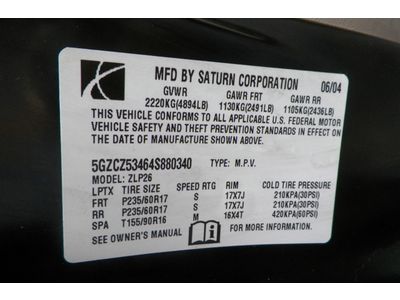 MFD BY SATURN CORPORATION 06/04
GVWR GAWR FRT GAWR RR
2220KG(4894LB) 1130KG(2491LB) 1105KG(2436LB)
THIS VEHICLE CONFORMS TO ALL APPLICABLE U.S. FEDERAL MOTOR
VEHICLE SAFETY AND THEFT PREVENTION STANDARDS IN EFFECT ON THE
DATE OF MANUFACTURE SHOWN ABOVE.
5GZCZ53464S880340 TYPE: M.P.V.
MODEL: ZLP26
LPTX TIRE SIZE SPEED RTG RIM COLD TIRE PRESSURE
FRT P235/60R17 S 17X7J 210KPA(30PSI)
RR P235/60R17 S 17X7J 210KPA(30PSI)
SPA T155/90R16 M 16X4T 420KPA(60PSI)
SEE OWNER'S MANUAL FOR MORE INFORMATION.